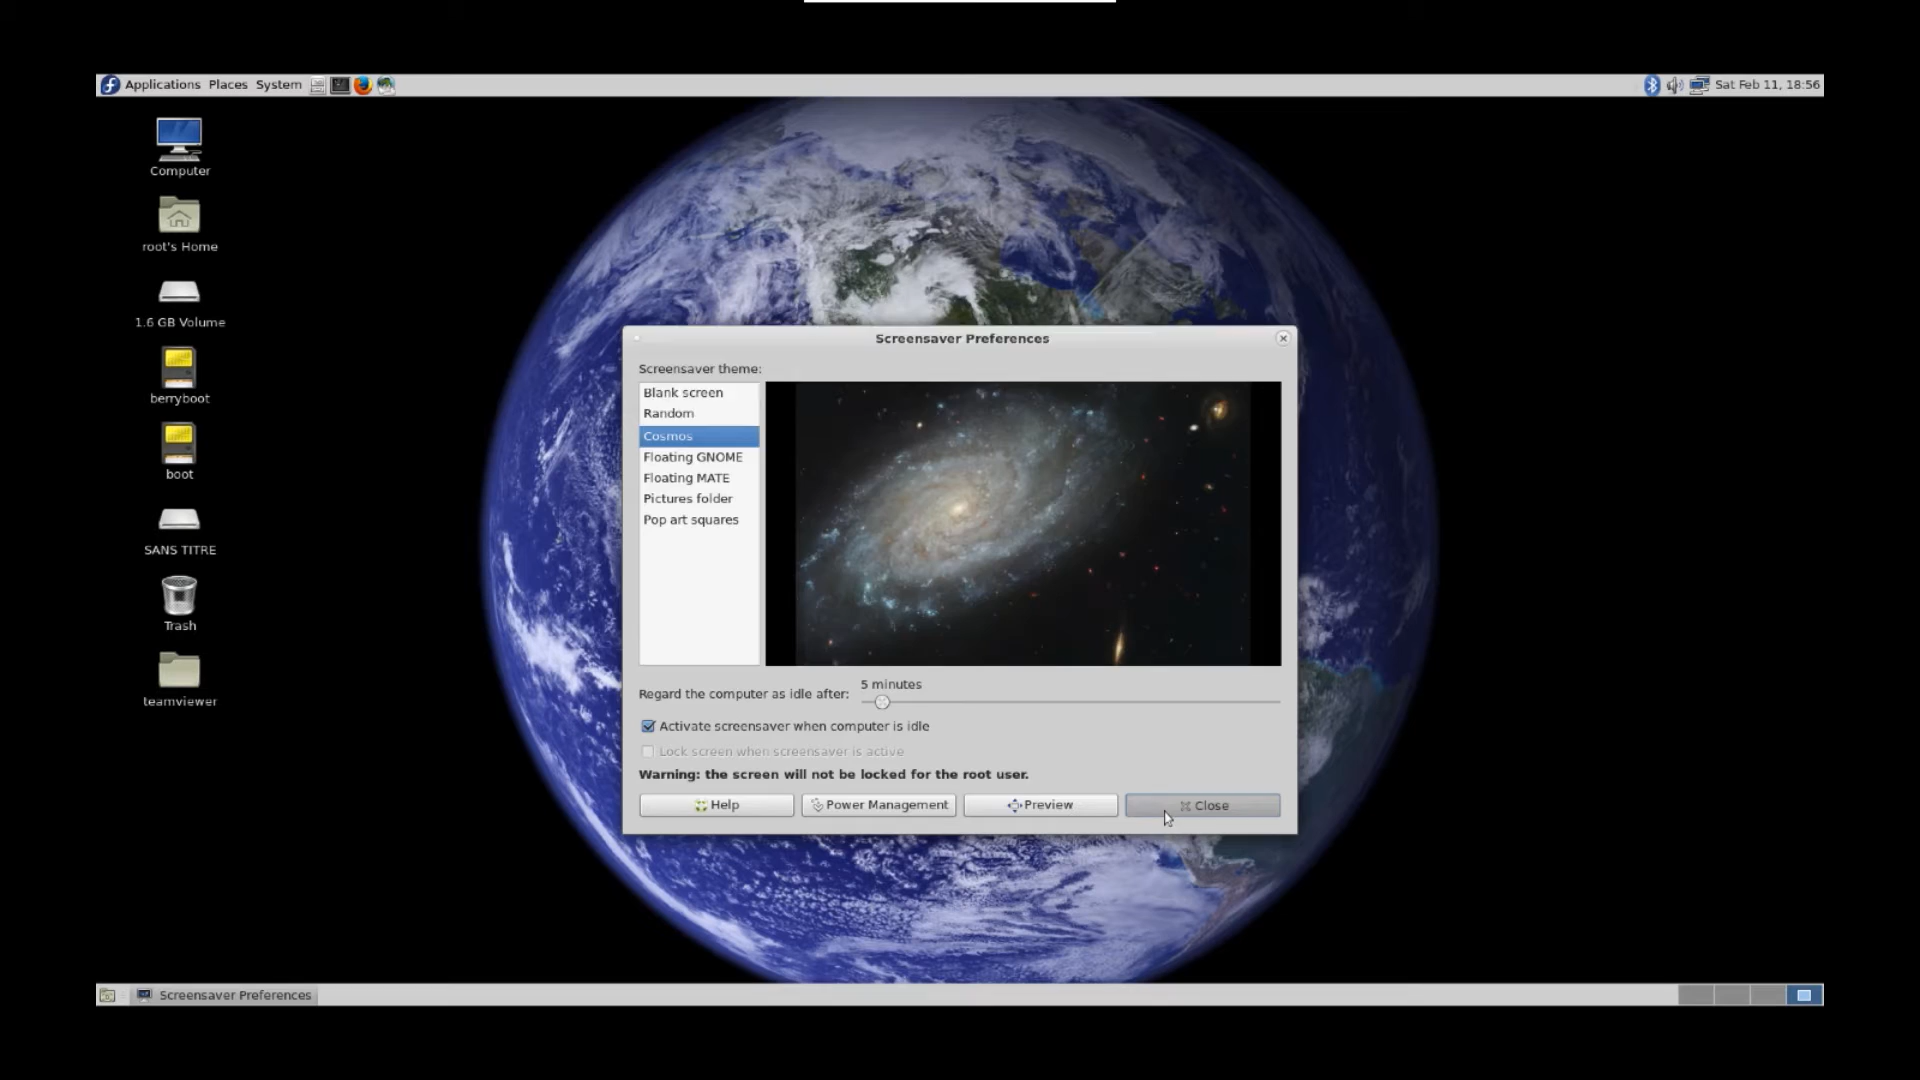 Applications Places System
Sat Feb 11, 18:56
Computer
root's Home
1.6 GB Volume
berryboot
boot
SANS TITRE
Trash
teamviewer
Screensaver Preferences
Screensaver theme:
Blank screen
Random
Cosmos
Floating GNOME
Floating MATE
Pictures folder
Pop art squares
Regard the computer as idle after:
5 minutes
Activate screensaver when computer is idle
Lock screen when screensaver is active
Warning: the screen will not be locked for the root user.
Help
Power Management
Preview
Close
Screensaver Preferences